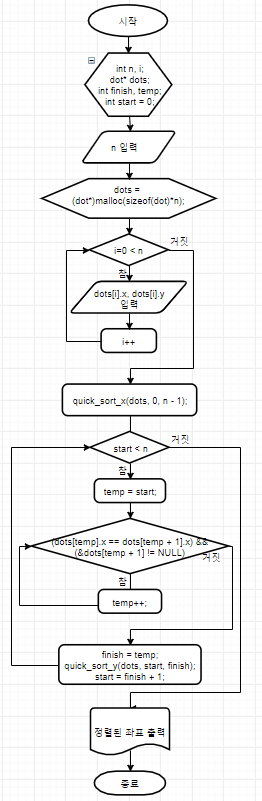 시작
int n, i;
dot* dots;
int finish, temp;
int start = 0;
n 입력
dots =
(dot*)malloc(sizeof(dot)*n);
i=0 < n
거짓
참
dots[i].x, dots[i].y
입력
i++
quick_sort_x(dots, 0, n - 1);
start < n
거짓
참
temp = start;
(dots[temp].x == dots[temp + 1].x) &&
(&dots[temp + 1] != NULL)
거짓
참
temp++;
finish = temp;
quick_sort_y(dots, start, finish);
start = finish + 1;
정렬된 좌표 출력
종료